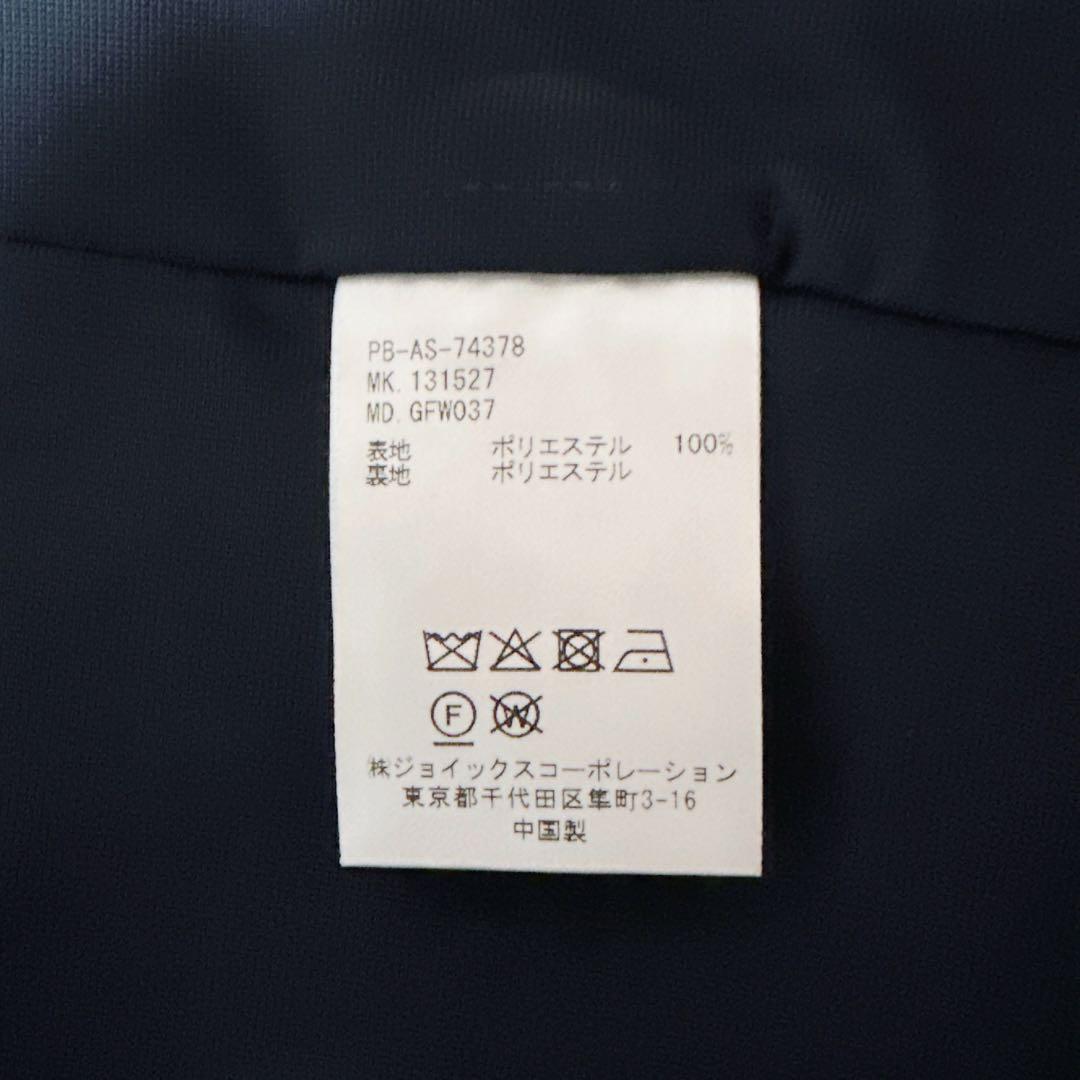 PB-AS-74378
MK. 131527
MD. GFW037
表地 ポリエステル 100%
裏地 ポリエステル
F
W
㈱ジョイックスコーポレーション
東京都千代田区隼町3-16
中国製